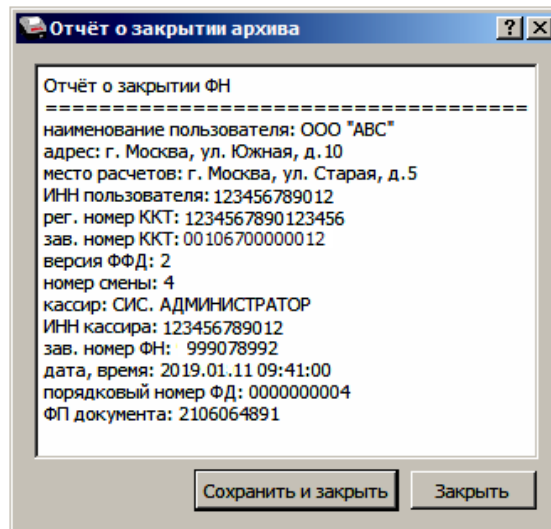 Отчёт о закрытии архива
Отчёт о закрытии ФН
=====================================
наименование пользователя: ООО "АВС"
адрес: г. Москва, ул. Южная, д.10
место расчетов: г. Москва, ул. Старая, д.5
ИНН пользователя: 123456789012
рег. номер ККТ: 1234567890123456
зав. номер ККТ: 00106700000012
версия ФФД: 2
номер смены: 4
кассир: СИС. АДМИНИСТРАТОР
ИНН кассира: 123456789012
зав. номер ФН: 999078992
дата, время: 2019.01.11 09:41:00
порядковый номер ФД: 0000000004
ФП документа: 2106064891
Сохранить и закрыть Закрыть